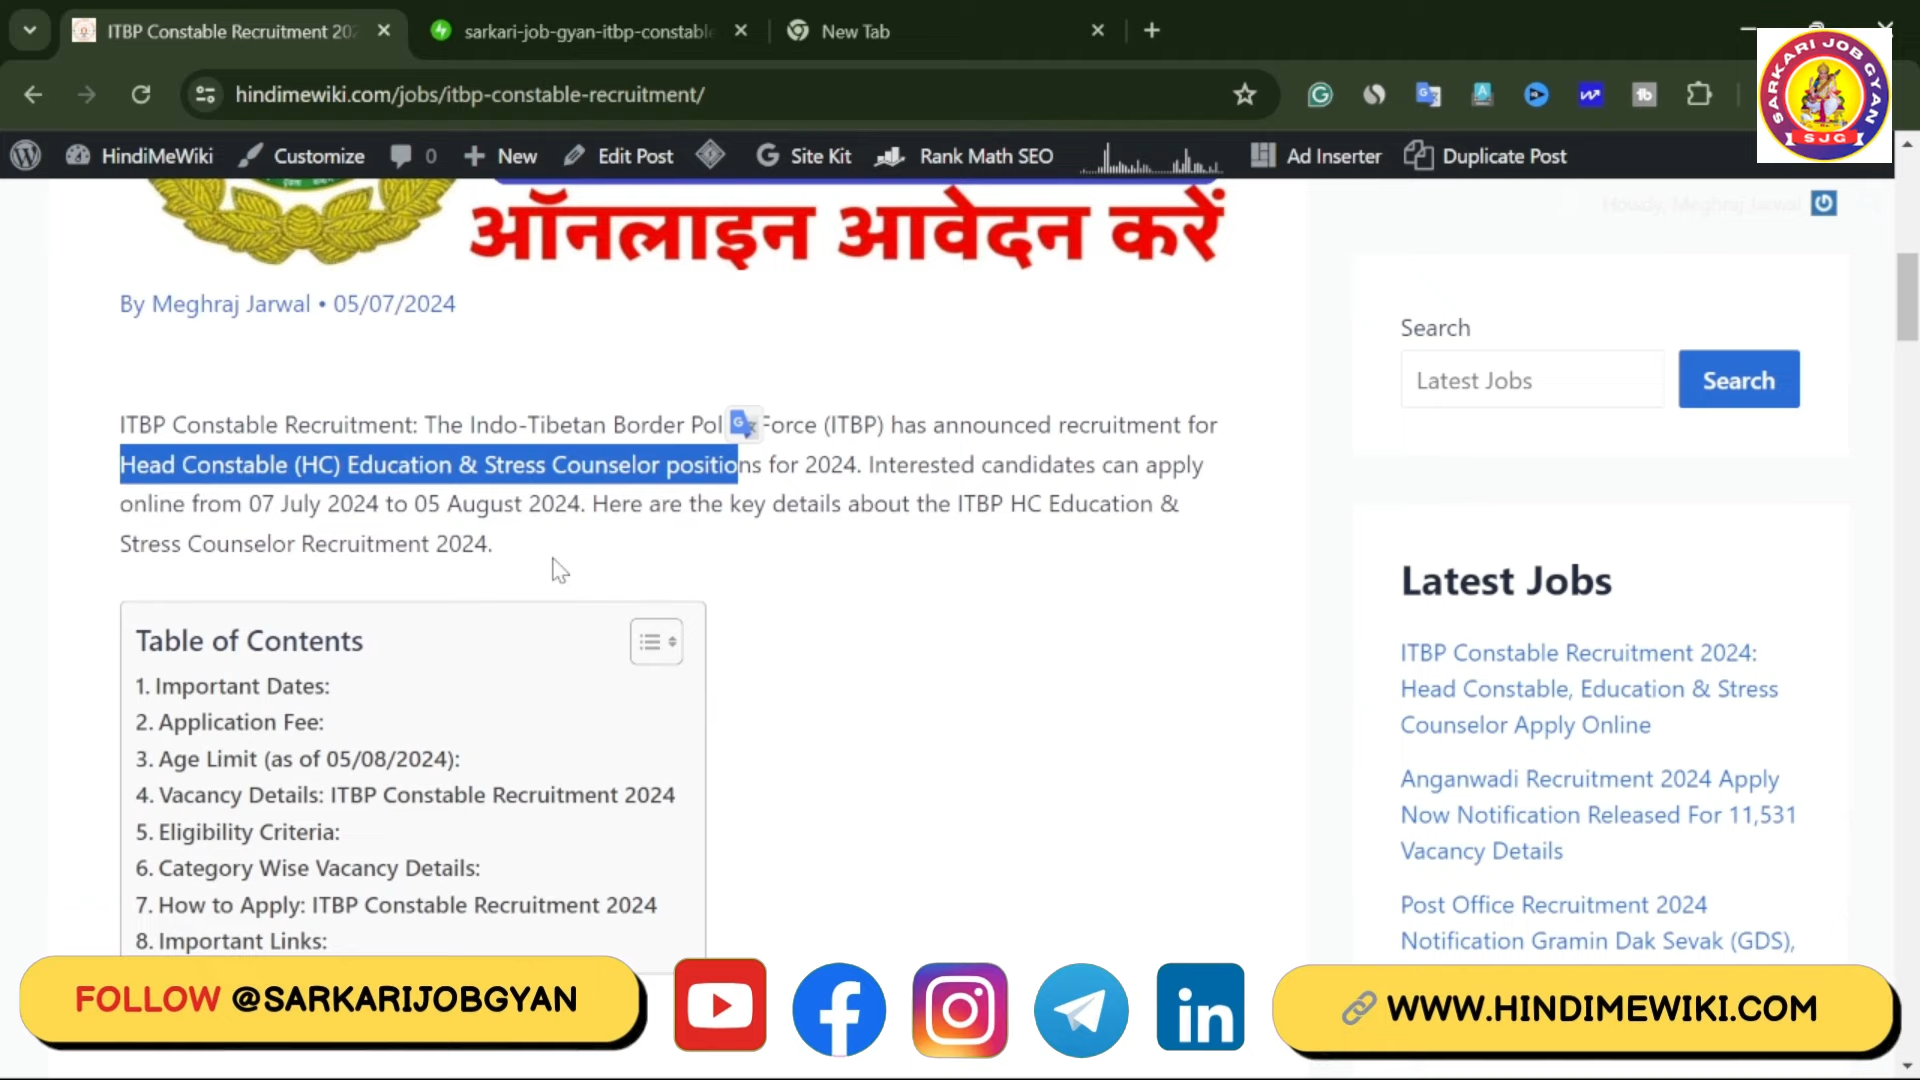 ITBP Constable Recruitment 202
sarkari-job-gyan-itbp-constable
New Tab
hindimewiki.com/jobs/itbp-constable-recruitment/
HindiMeWiki
Customize
0
New
Edit Post
Site Kit
Rank Math SEO
Ad Inserter
Duplicate Post
SARKARI JOB GYAN
SJG
Howdy, Meghraj Jarwal
ऑनलाइन आवेदन करें
By Meghraj Jarwal • 05/07/2024
ITBP Constable Recruitment: The Indo-Tibetan Border Pol Force (ITBP) has announced recruitment for
Head Constable (HC) Education & Stress Counselor positions for 2024. Interested candidates can apply
online from 07 July 2024 to 05 August 2024. Here are the key details about the ITBP HC Education &
Stress Counselor Recruitment 2024.
Table of Contents
1. Important Dates:
2. Application Fee:
3. Age Limit (as of 05/08/2024):
4. Vacancy Details: ITBP Constable Recruitment 2024
5. Eligibility Criteria:
6. Category Wise Vacancy Details:
7. How to Apply: ITBP Constable Recruitment 2024
8. Important Links:
Search
Latest Jobs
Search
Latest Jobs
ITBP Constable Recruitment 2024:
Head Constable, Education & Stress
Counselor Apply Online
Anganwadi Recruitment 2024 Apply
Now Notification Released For 11,531
Vacancy Details
Post Office Recruitment 2024
Notification Gramin Dak Sevak (GDS),
FOLLOW @SARKARIJOBGYAN
in
WWW.HINDIMEWIKI.COM